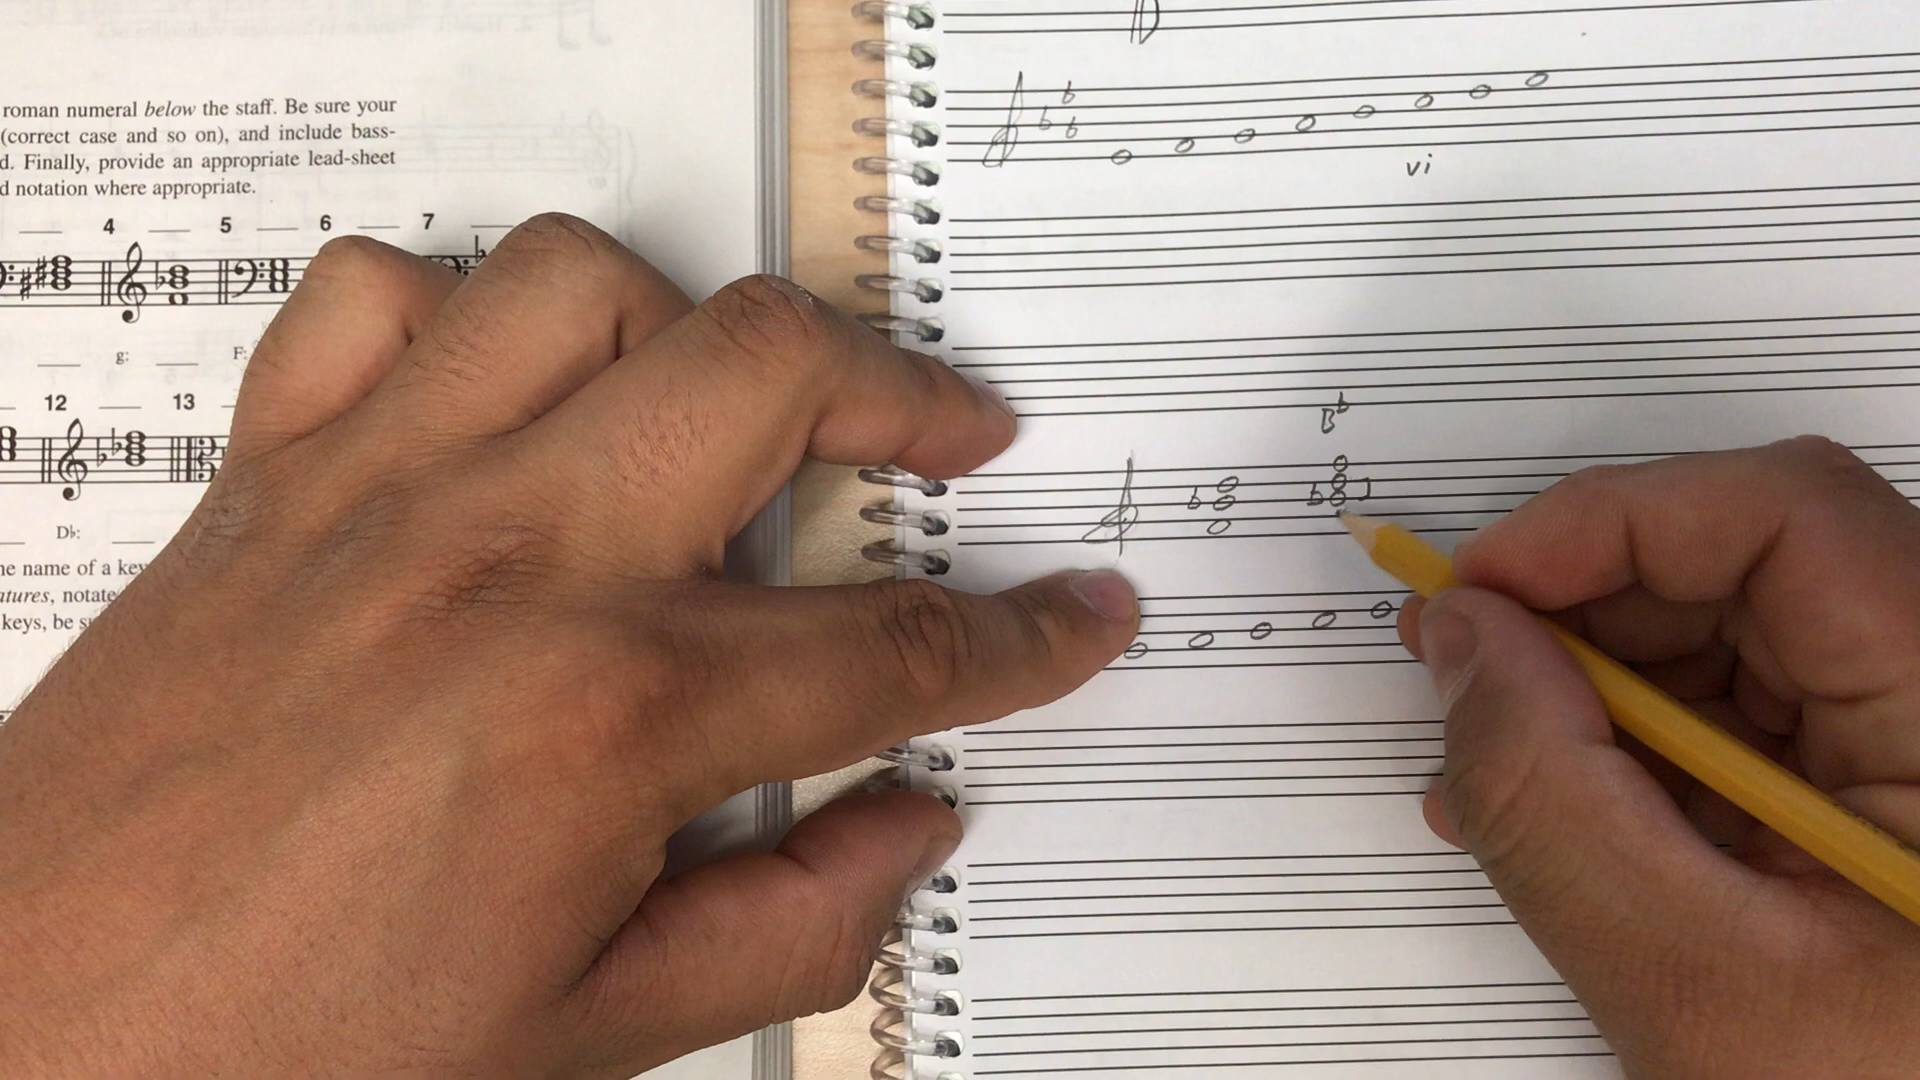 roman numeral below the staff. Be sure your
(correct case and so on), and include bass-
d. Finally, provide an appropriate lead-sheet
d notation where appropriate.
4 5 6 7
g: F:
12 13
Db:
ne name of a key
atures, notate
keys, be
vi
B♭